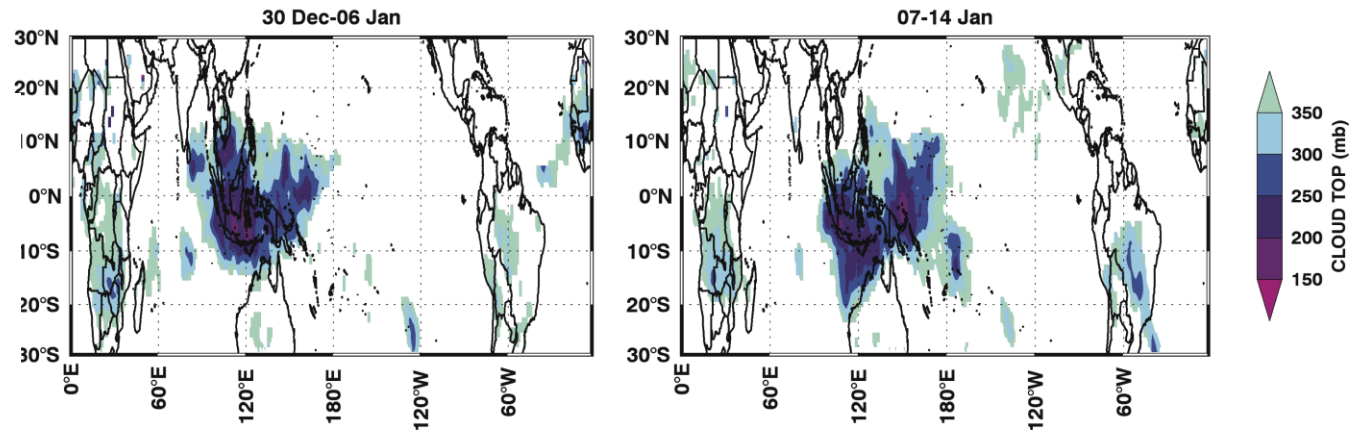 30 Dec-06 Jan
30°N
20°N
10°N
0°N
10°S
20°S
30°S
0°E
60°E
120°E
180°E
120°W
60°W
07-14 Jan
30°N
20°N
10°N
0°N
10°S
20°S
30°S
0°E
60°E
120°E
180°E
120°W
60°W
350
300
250
200
150
CLOUD TOP (mb)